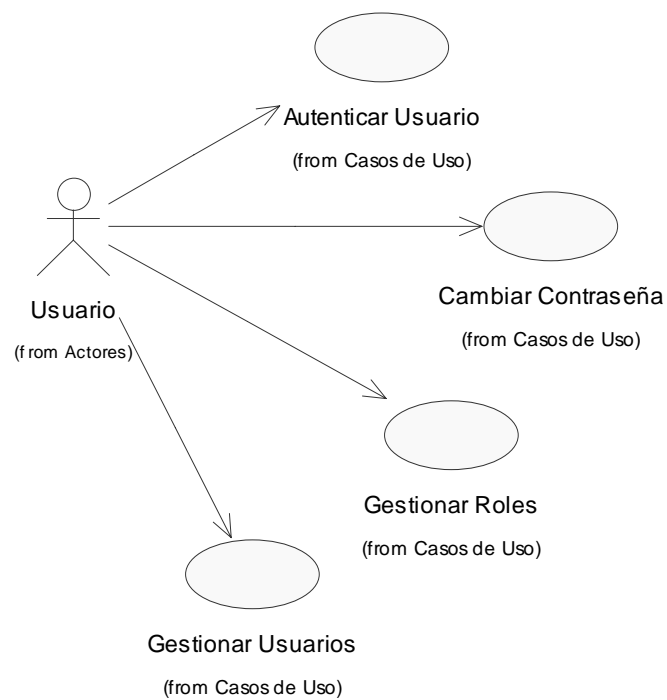 Autenticar Usuario
(from Casos de Uso)
Cambiar Contraseña
(from Casos de Uso)
Usuario
(from Actores)
Gestionar Roles
(from Casos de Uso)
Gestionar Usuarios
(from Casos de Uso)